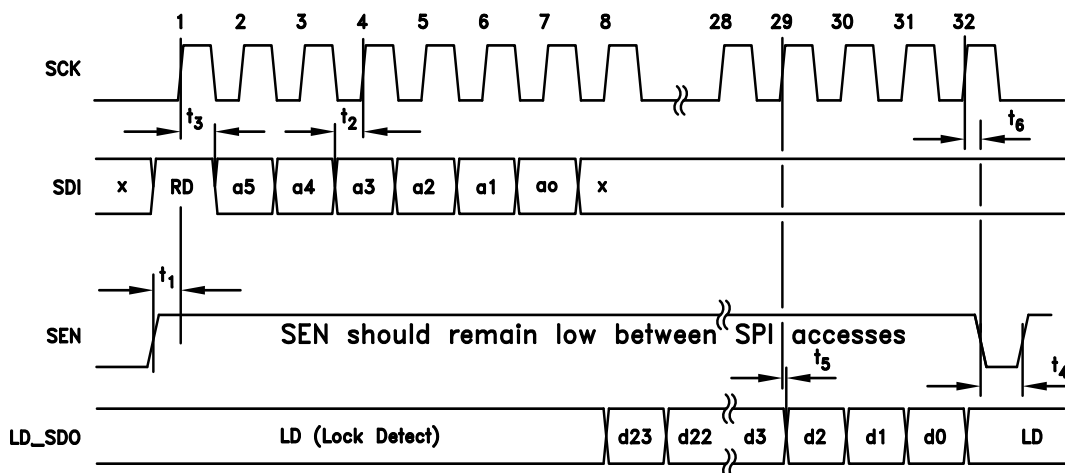 1 2 3 4 5 6 7 8 28 29 30 31 32
SCK
t3 t2 t6
SDI x RD a5 a4 a3 a2 a1 ao x
t1
SEN SEN should remain low between SPI accesses
t5 t4
LD_SDO LD (Lock Detect) d23 d22 d3 d2 d1 d0 LD